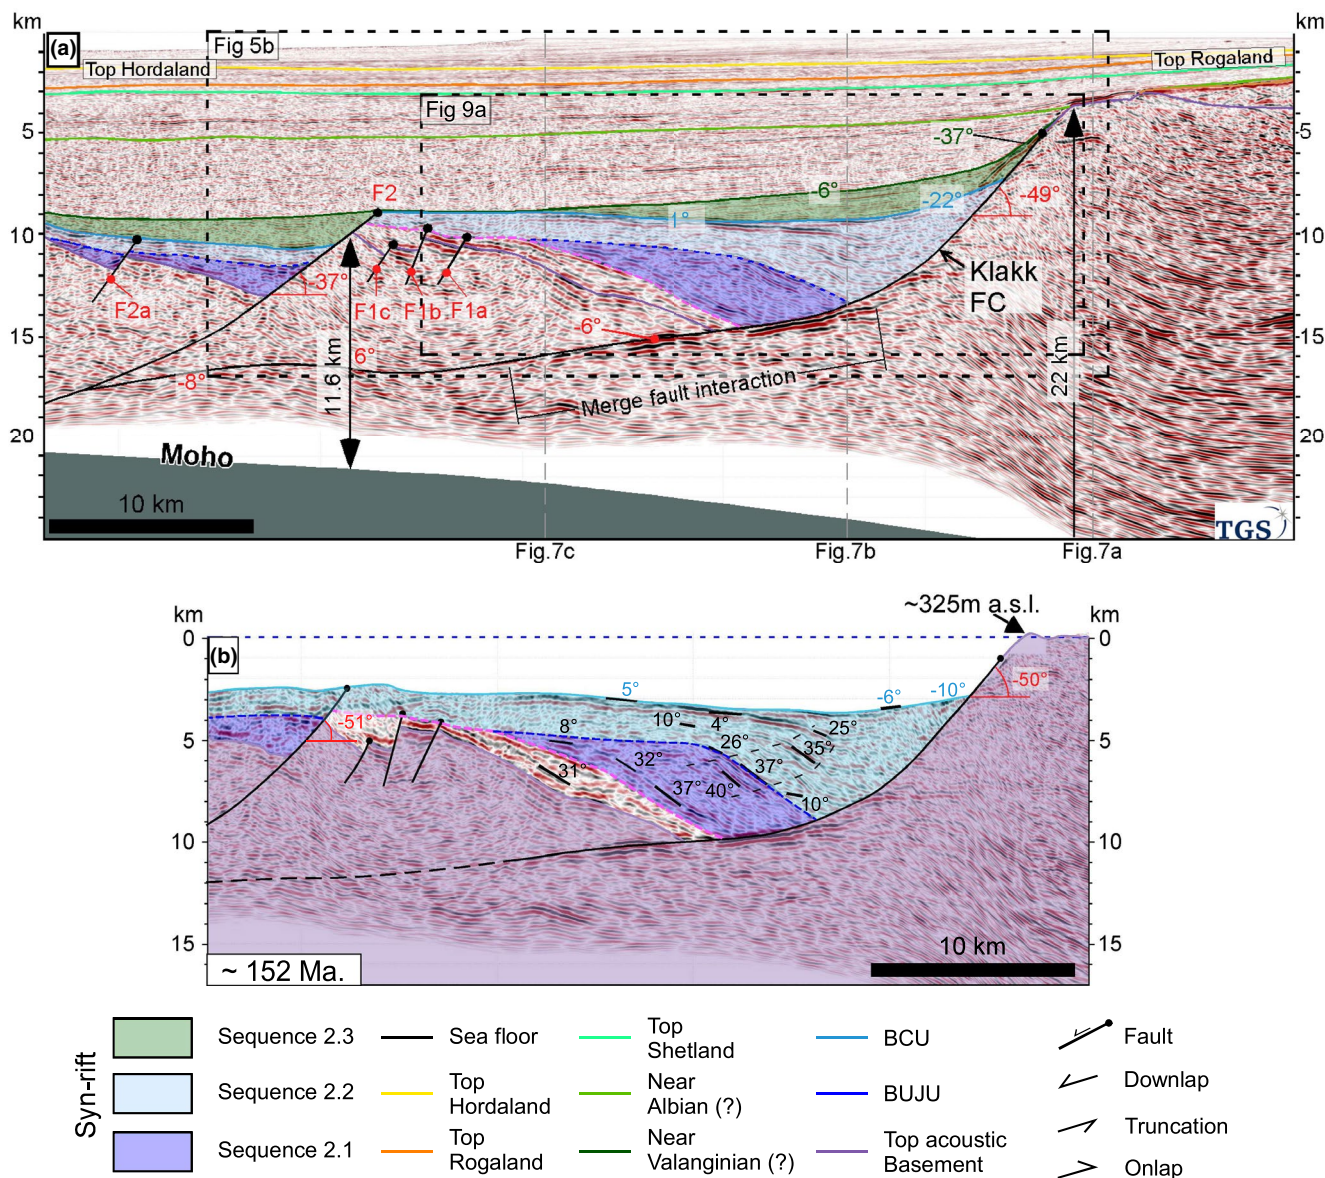 km
km
(a)
Fig 5b
Top Hordaland
Top Rogaland
Fig 9a
5
5
-37°
F2
-6°
-22°
-49°
1°
10
10
-37°
Klakk
FC
F2a
F1c
F1b
F1a
-6°
15
15
6°
-8°
11.6 km
22 km
Merge fault interaction
20
20
Moho
10 km
TGS
Fig.7c
Fig.7b
Fig.7a
~325m a.s.l.
km
km
0
0
(b)
5°
-6°
-10°
-50°
-51°
10°
4°
25°
8°
26°
35°
5
5
32°
37°
31°
37°
40°
10°
10
10
15
15
10 km
~ 152 Ma.
Syn-rift
Sequence 2.3
Sea floor
Top
Shetland
BCU
Fault
Sequence 2.2
Top
Hordaland
Near
Albian (?)
BUJU
Downlap
Truncation
Sequence 2.1
Top
Rogaland
Near
Valanginian (?)
Top acoustic
Basement
Onlap